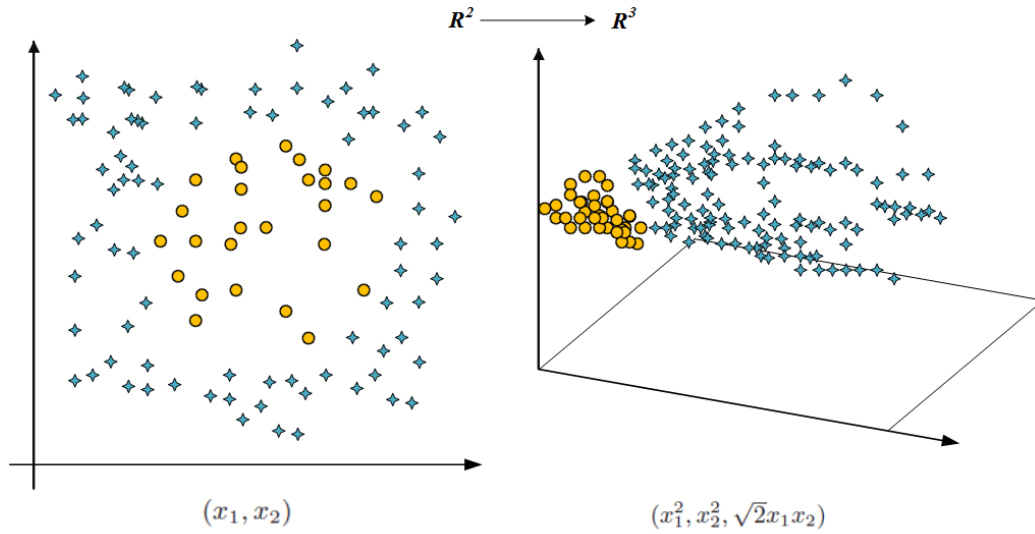 R² R³
(x₁, x₂)
(x₁², x₂², √2x₁x₂)